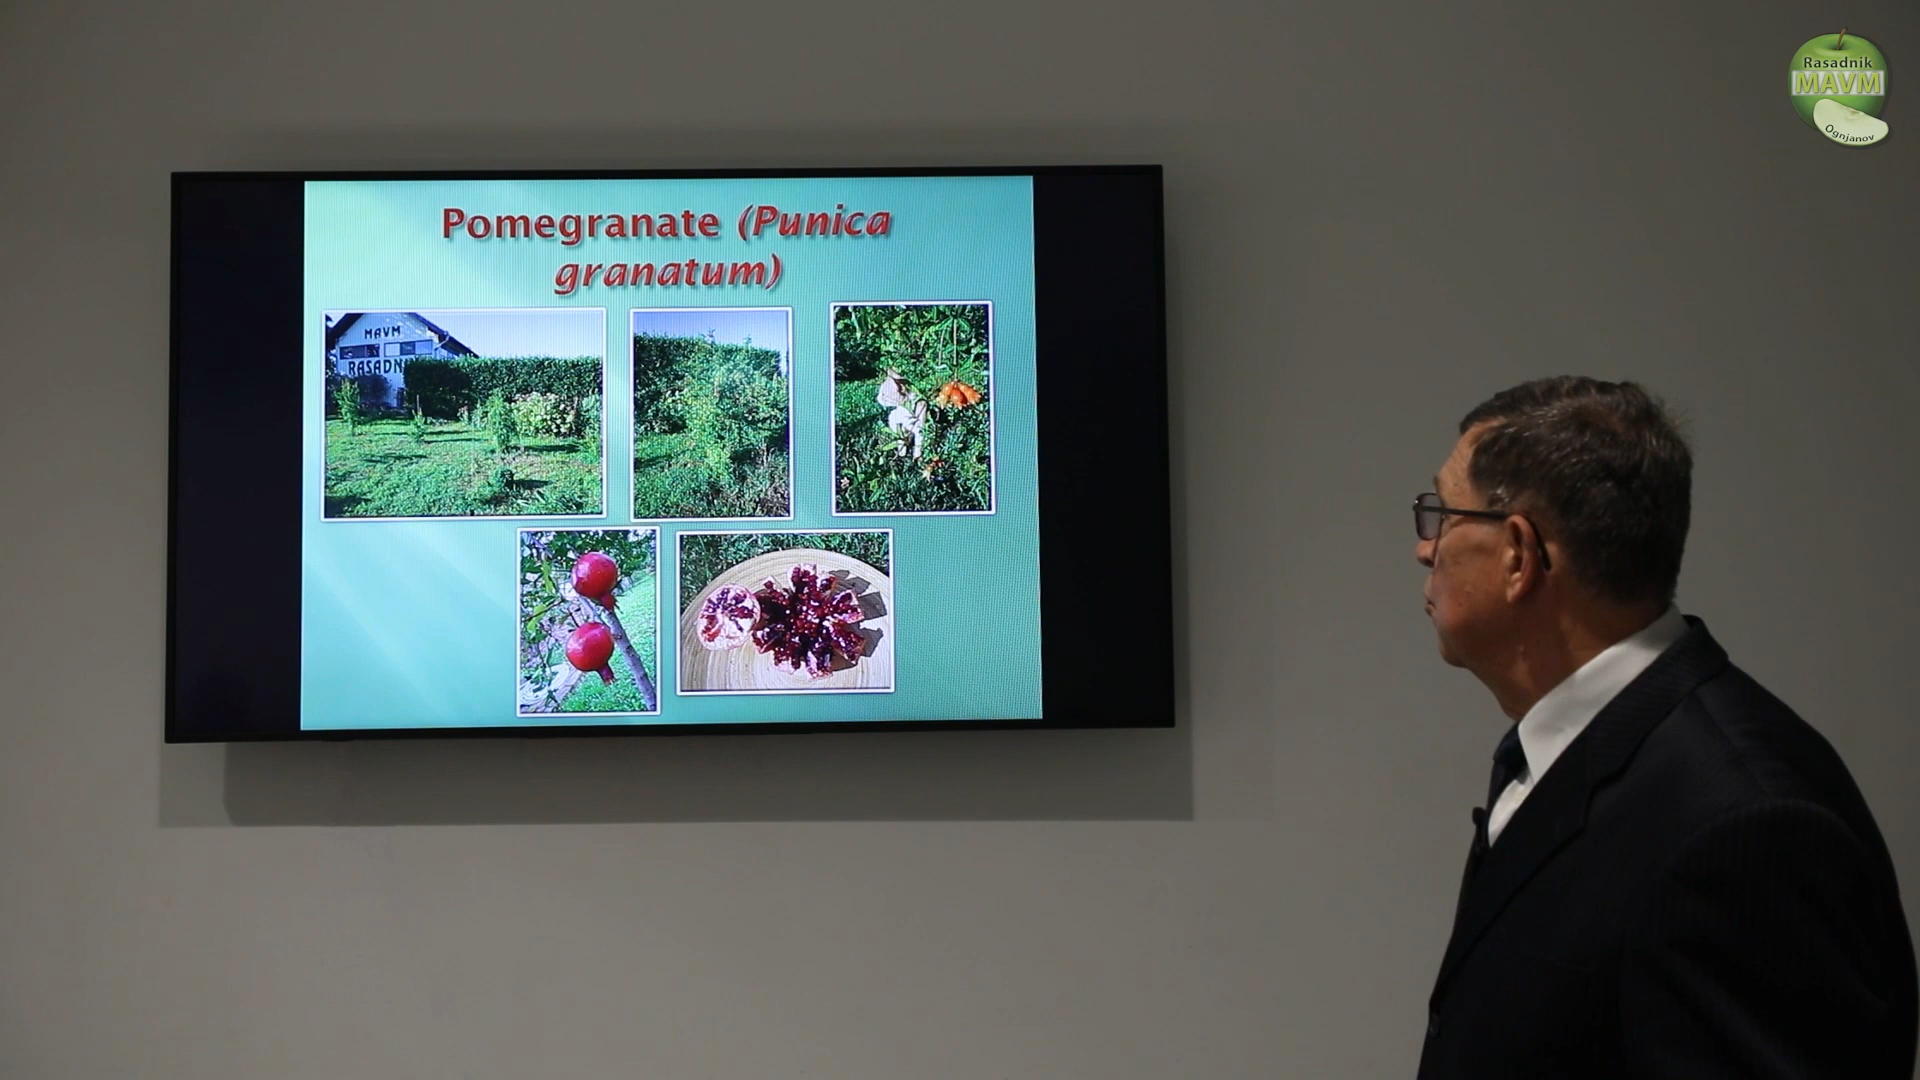 Rasadnik
MAVM
Ognjanov
Pomegranate (Punica
granatum)
MAVM
RASADN